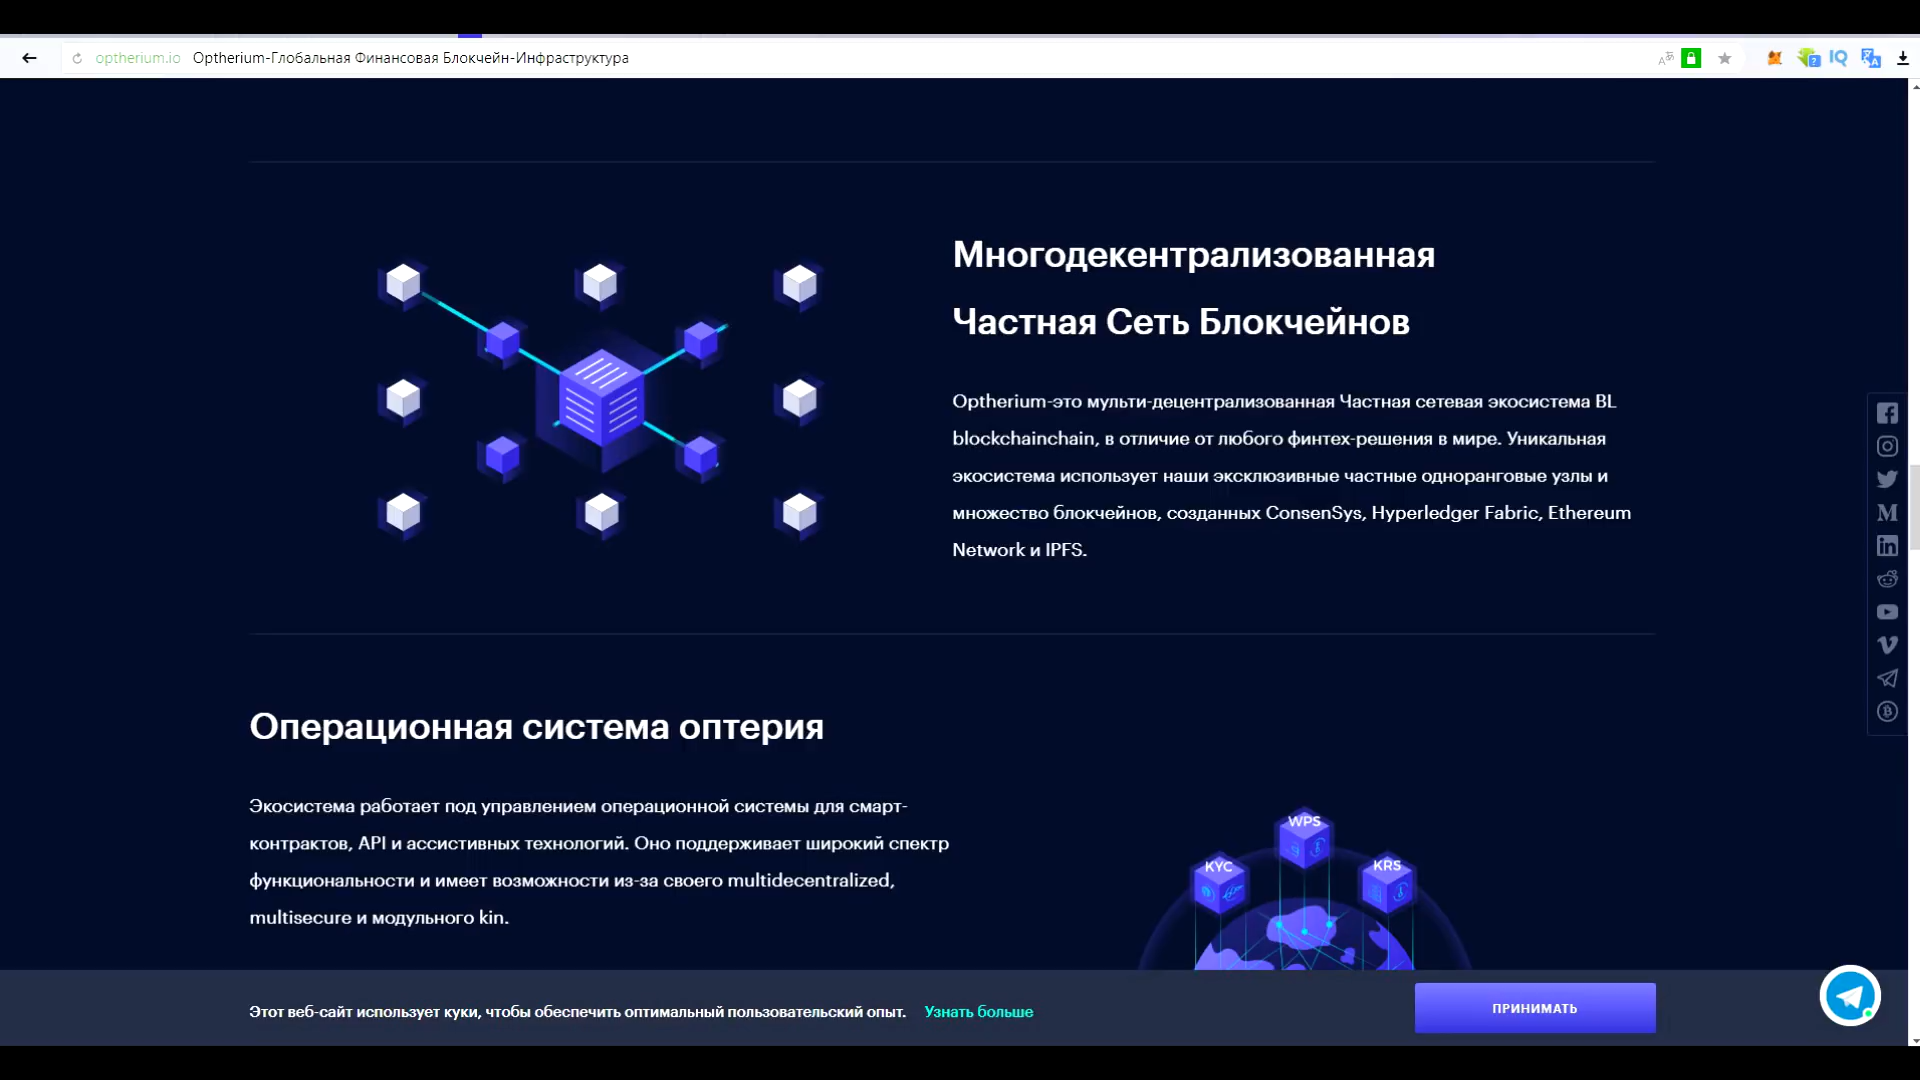 optherium.io Optherium-Глобальная Финансовая Блокчейн-Инфраструктура
Многодекентрализованная
Частная Сеть Блокчейнов
Optherium-это мульти-децентрализованная Частная сетевая экосистема BL
blockchainchain, в отличие от любого финтех-решения в мире. Уникальная
экосистема использует наши эксклюзивные частные одноранговые узлы и
множество блокчейнов, созданных ConsenSys, Hyperledger Fabric, Ethereum
Network и IPFS.
Операционная система оптерия
Экосистема работает под управлением операционной системы для смарт-
контрактов, API и ассистивных технологий. Оно поддерживает широкий спектр
функциональности и имеет возможности из-за своего multidecentralized,
multisecure и модульного kin.
WPS
KYC
KRS
Этот веб-сайт использует куки, чтобы обеспечить оптимальный пользовательский опыт. Узнать больше
ПРИНИМАТЬ